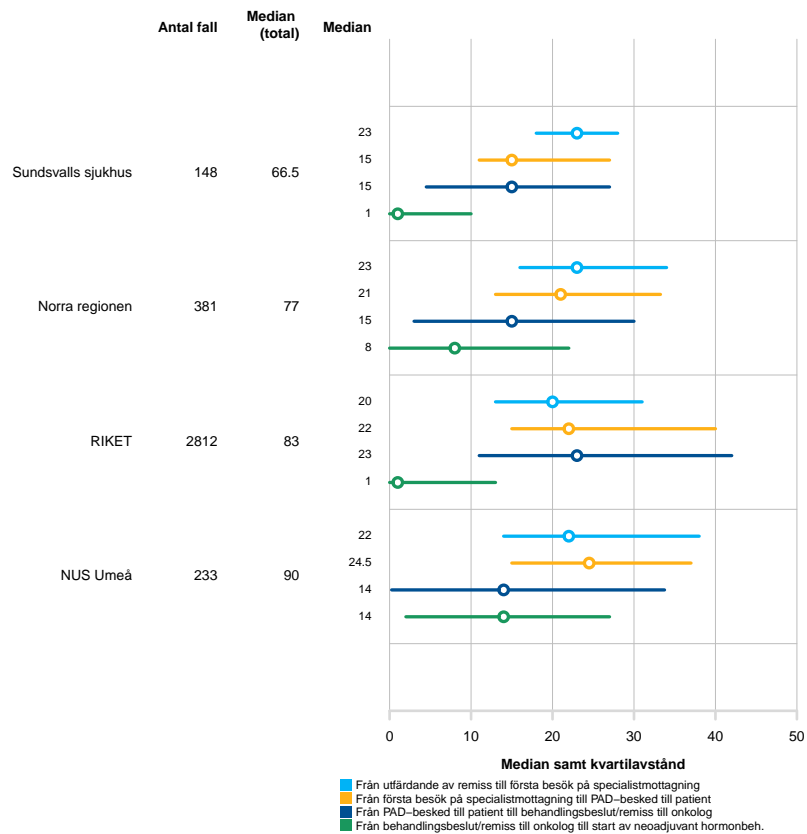 Antal fall Median (total) Median
23
15
Sundsvalls sjukhus 148 66.5
15
1
23
21
Norra regionen 381 77
15
8
20
22
RIKET 2812 83
23
1
22
24.5
NUS Umeå 233 90
14
14
0 10 20 30 40 50
Median samt kvartilavstånd
Från utfärdande av remiss till första besök på specialistmottagning
Från första besök på specialistmottagning till PAD−besked till patient
Från PAD−besked till patient till behandlingsbeslut/remiss till onkolog
Från behandlingsbeslut/remiss till onkolog till start av neoadjuvant hormonbeh.